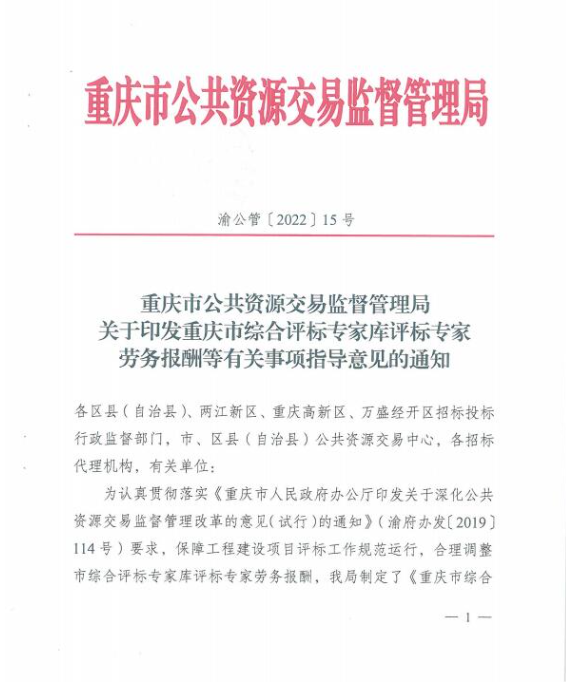 重庆市公共资源交易监督管理局
渝公管〔2022〕15号
重庆市公共资源交易监督管理局
关于印发重庆市综合评标专家库评标专家
劳务报酬等有关事项指导意见的通知
各区县（自治县）、两江新区、重庆高新区、万盛经开区招标投标
行政监督部门，市、区县（自治县）公共资源交易中心，各招标
代理机构，有关单位：
为认真贯彻落实《重庆市人民政府办公厅印发关于深化公共
资源交易监督管理改革的意见（试行）的通知》（渝府办发〔2019〕
114号）要求，保障工程建设项目评标工作规范运行，合理调整
市综合评标专家库评标专家劳务报酬，我局制定了《重庆市综合
— 1 —